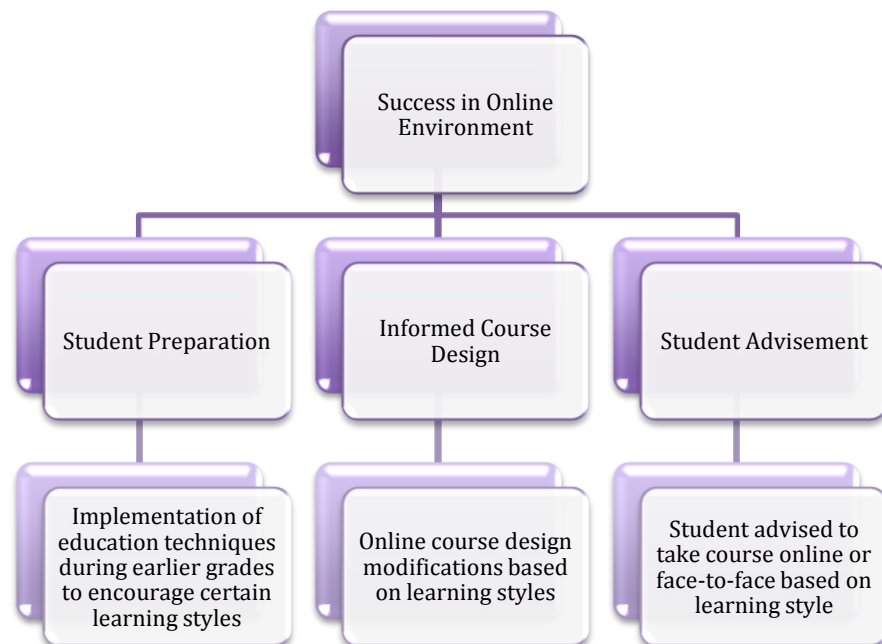 Success in Online
Environment
Student Preparation
Informed Course
Design
Student Advisement
Implementation of
education techniques
during earlier grades
to encourage certain
learning styles
Online course design
modifications based
on learning styles
Student advised to
take course online or
face-to-face based on
learning style